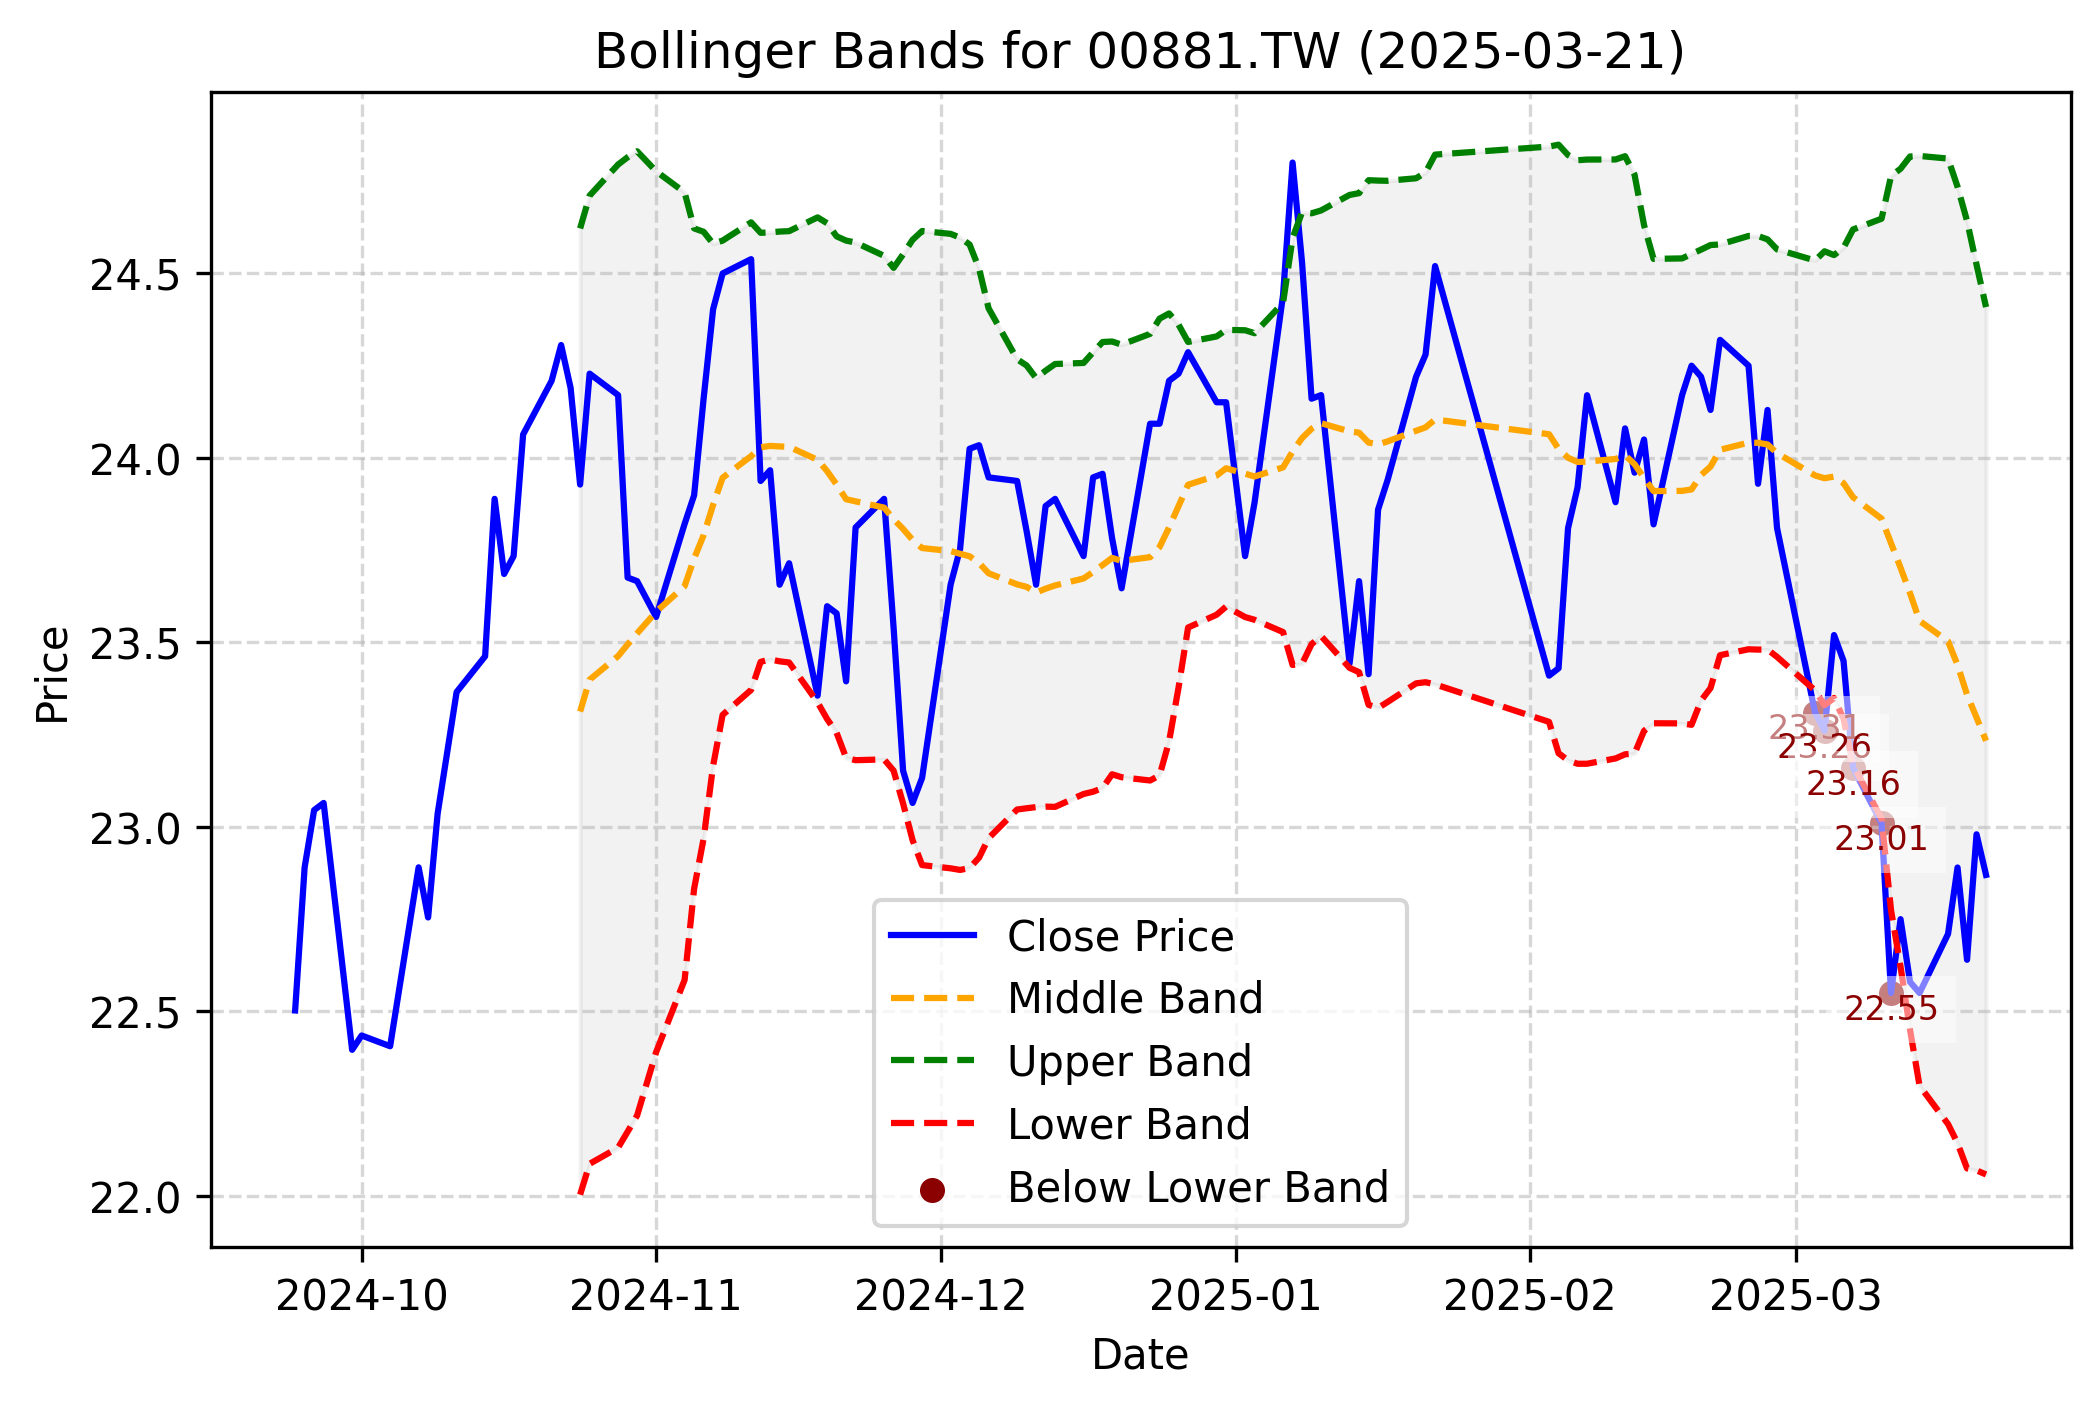 Bollinger Bands for 00881.TW (2025-03-21)
Price
24.5
24.0
23.5
23.0
22.5
22.0
23.31
23.26
23.16
23.01
22.55
Close Price
Middle Band
Upper Band
Lower Band
Below Lower Band
2024-10
2024-11
2024-12
2025-01
2025-02
2025-03
Date